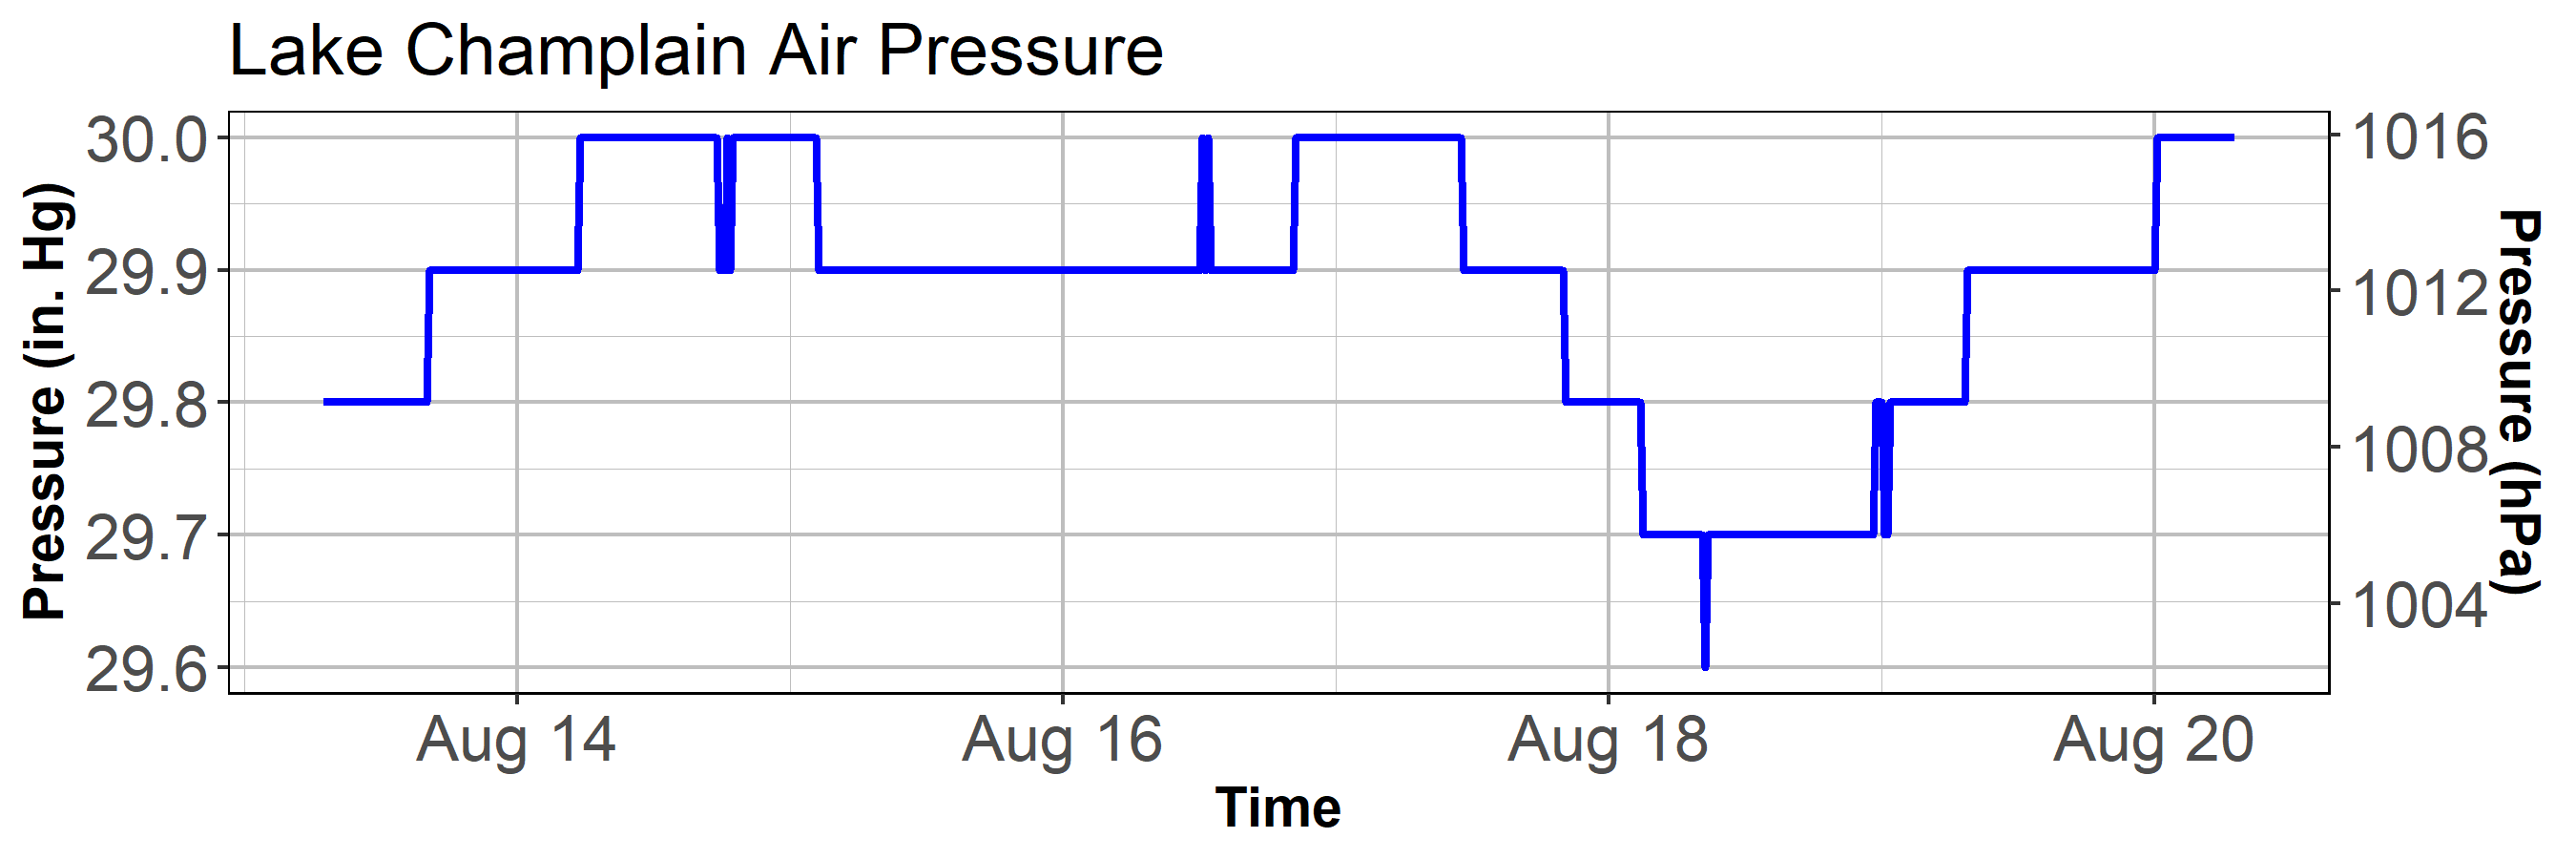 Lake Champlain Air Pressure
Pressure (in. Hg)
30.0
29.9
29.8
29.7
29.6
1016
1012
1008
1004
Pressure (hPa)
Aug 14 Aug 16 Aug 18 Aug 20
Time